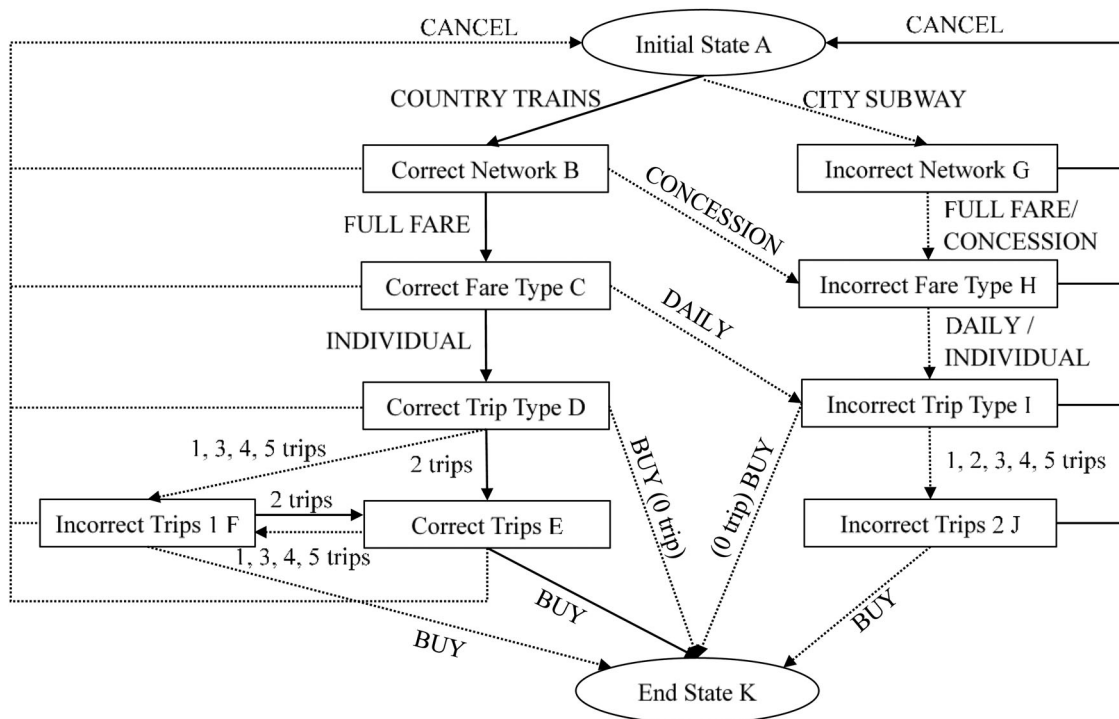 CANCEL
Initial State A
CANCEL
COUNTRY TRAINS
CITY SUBWAY
Correct Network B
Incorrect Network G
FULL FARE
CONCESSION
FULL FARE/
CONCESSION
Correct Fare Type C
Incorrect Fare Type H
INDIVIDUAL
DAILY
DAILY /
INDIVIDUAL
Correct Trip Type D
Incorrect Trip Type I
1, 3, 4, 5 trips
2 trips
BUY (0 trip)
(0 trip) BUY
1, 2, 3, 4, 5 trips
Incorrect Trips 1 F
2 trips
Correct Trips E
Incorrect Trips 2 J
1, 3, 4, 5 trips
BUY
BUY
BUY
End State K